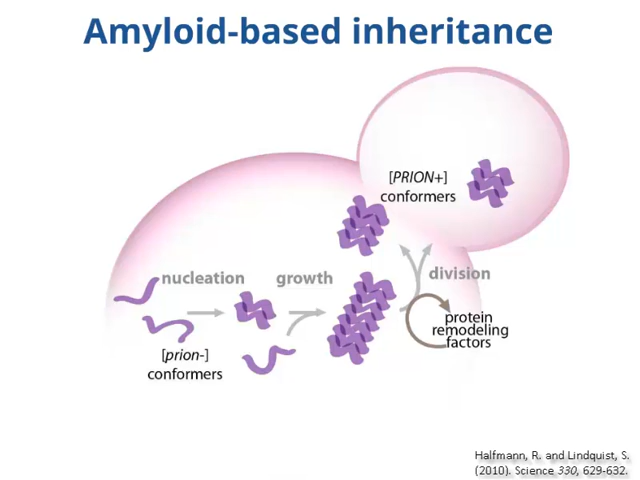 Amyloid-based inheritance
[PRION+]
conformers
nucleation
growth
division
protein
remodeling
factors
[prion-]
conformers
Halfmann, R. and Lindquist, S.
(2010). Science 330, 629-632.